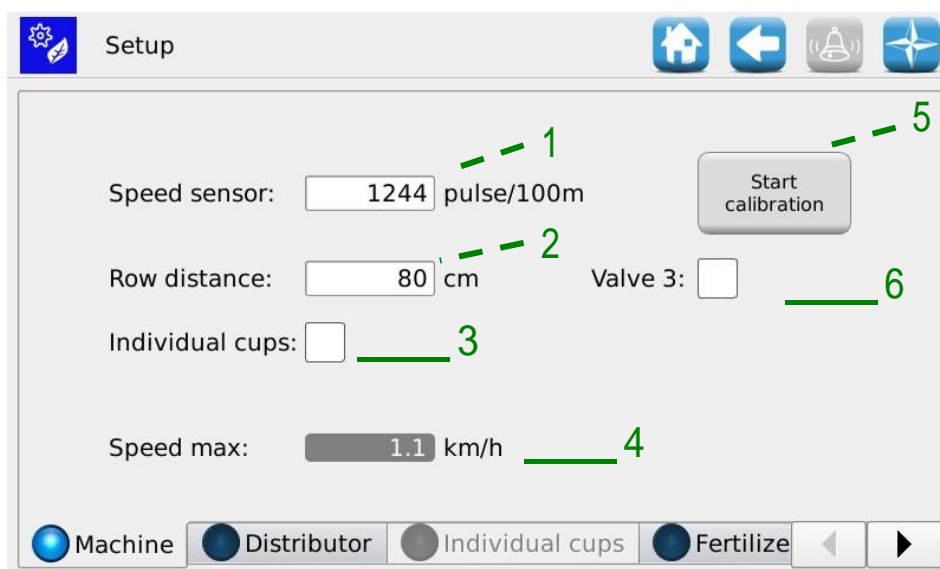 Setup
5
1
Speed sensor: 1244 pulse/100m
Start
calibration
2
Row distance: 80 cm
Valve 3:
6
Individual cups:
3
Speed max: 1.1 km/h
4
Machine
Distributor
Individual cups
Fertilize